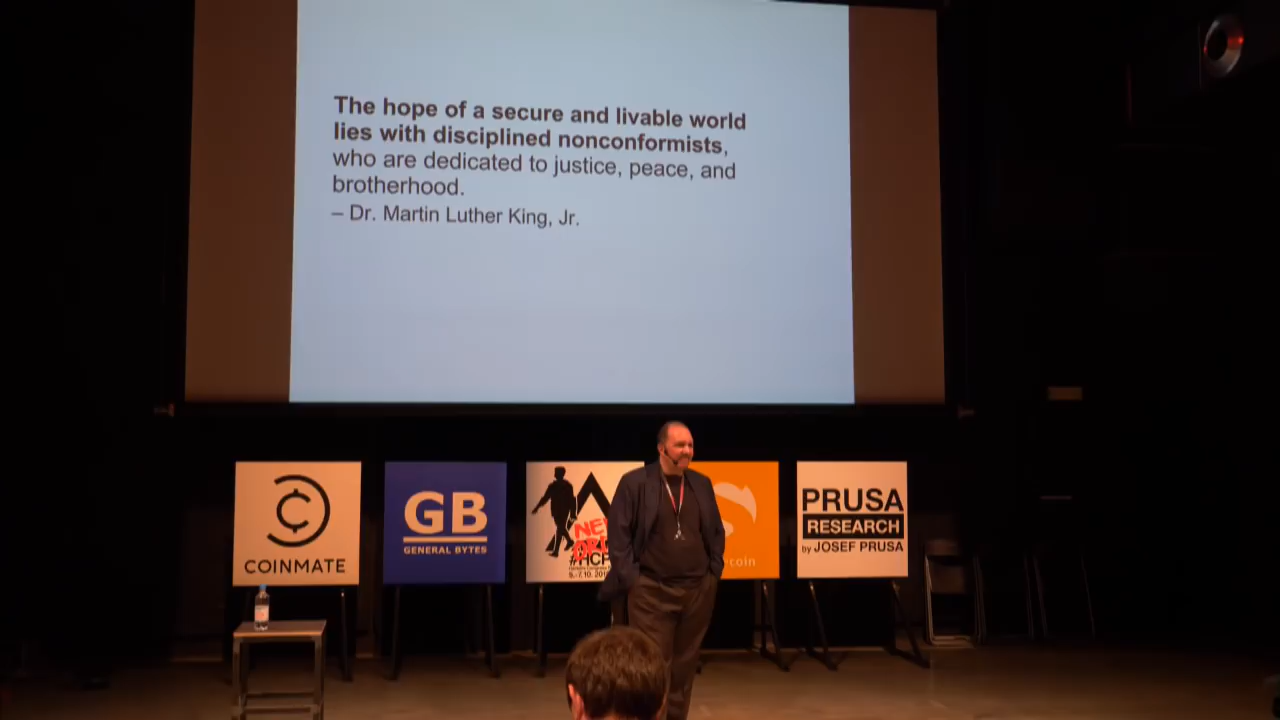 The hope of a secure and livable world
lies with disciplined nonconformists,
who are dedicated to justice, peace, and
brotherhood.
– Dr. Martin Luther King, Jr.
COINMATE
GB
GENERAL BYTES
PRUSA
RESEARCH
by JOSEF PRUSA